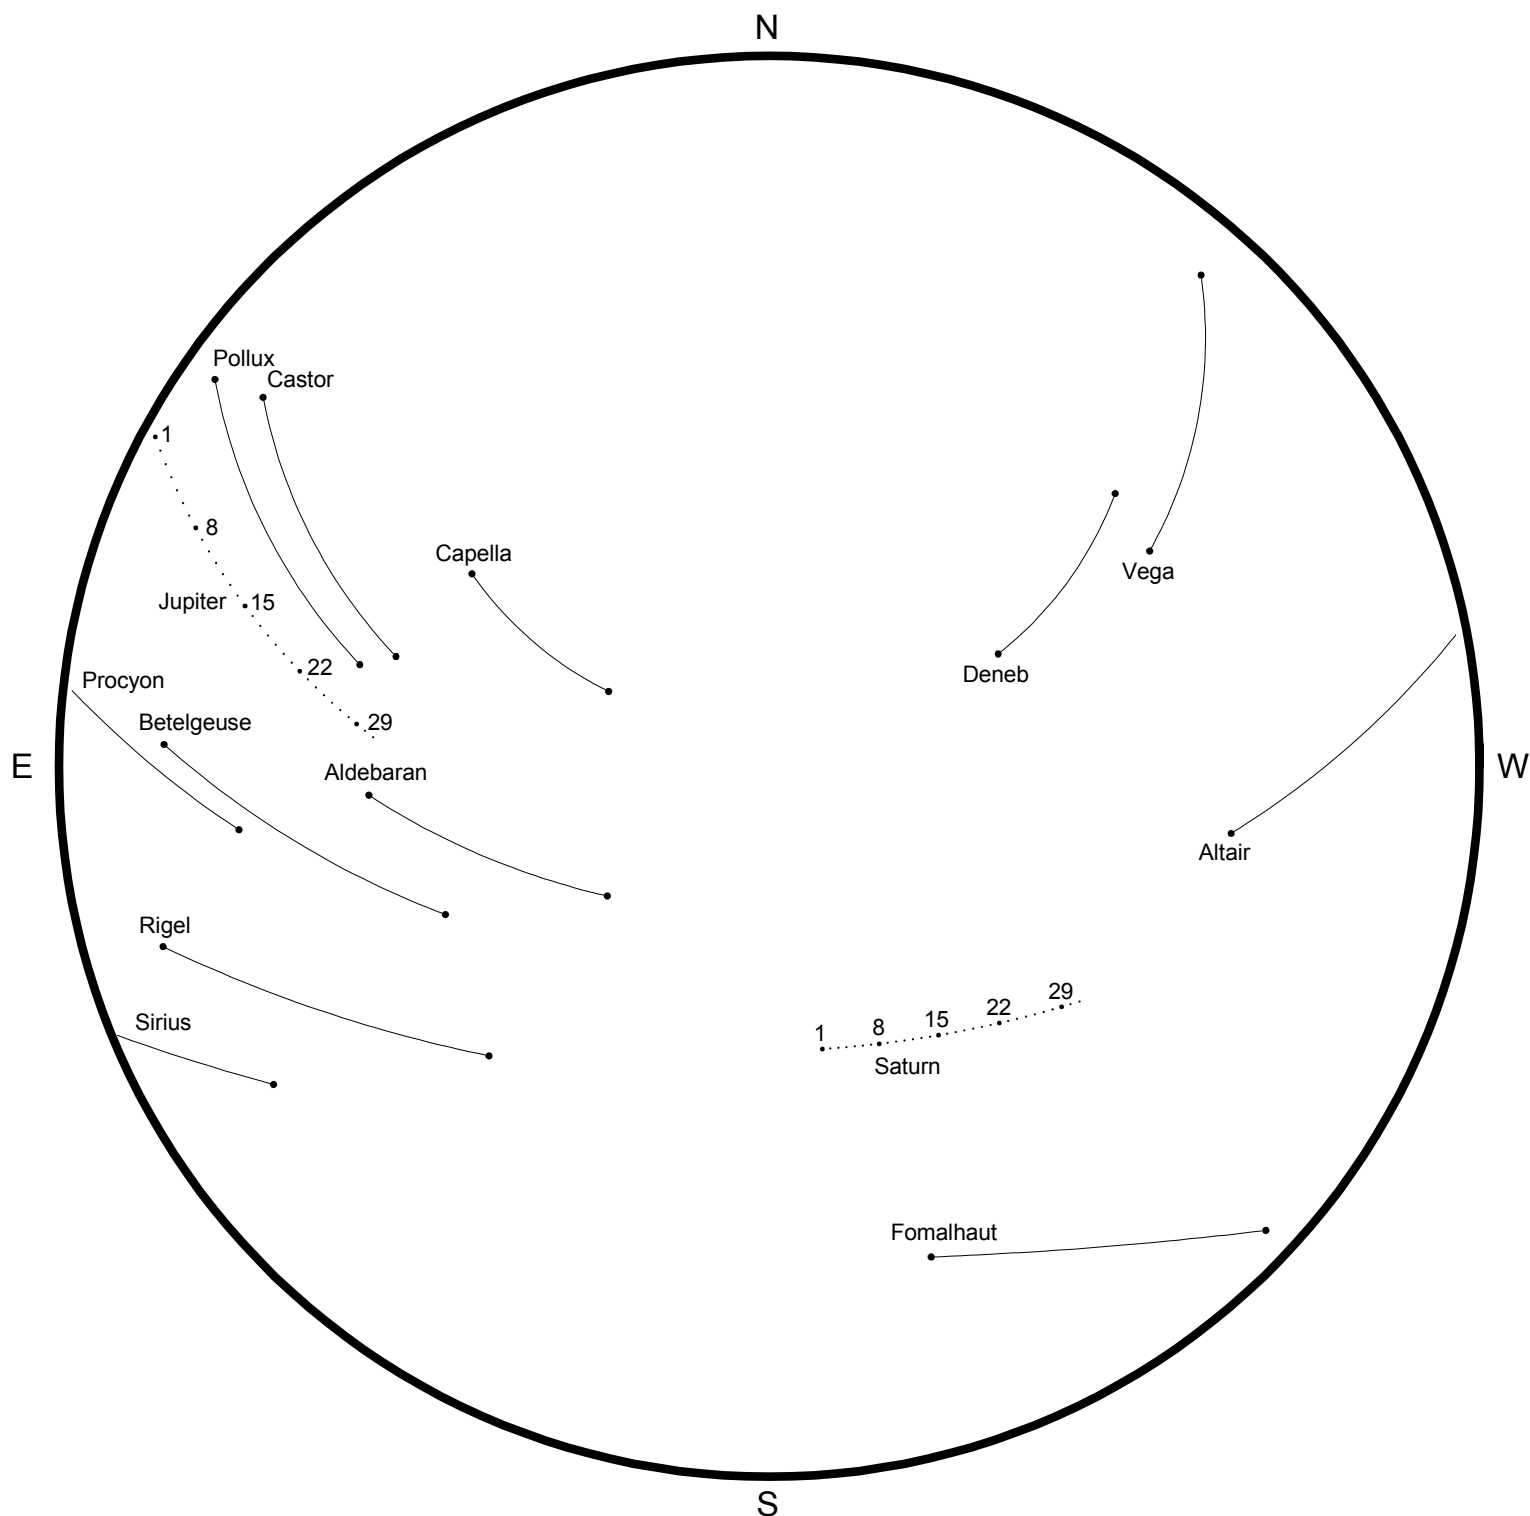 N
Pollux
Castor
1
8
Capella
Vega
Jupiter
15
22
Deneb
Procyon
Betelgeuse
29
E
W
Aldebaran
Altair
Rigel
29
22
15
8
1
Sirius
Saturn
Fomalhaut
S